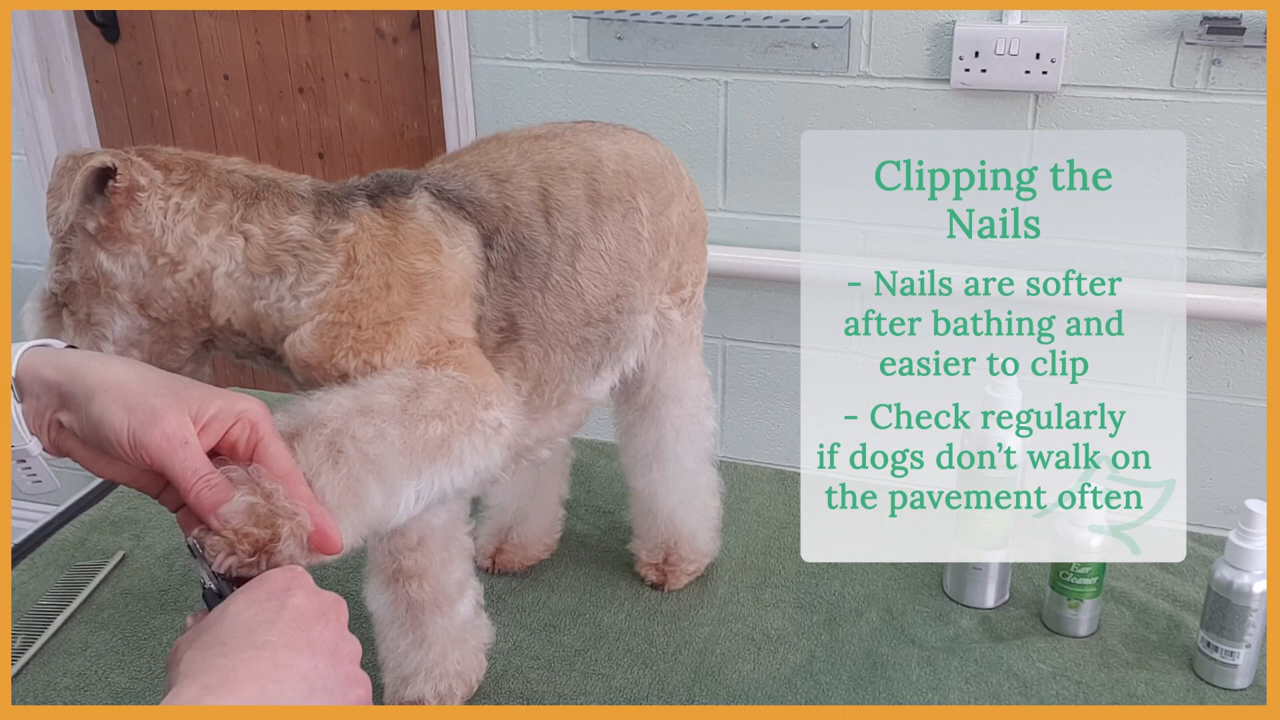 Clipping the
Nails
- Nails are softer
after bathing and
easier to clip
- Check regularly
if dogs don't walk on
the pavement often
Ear
Cleaner